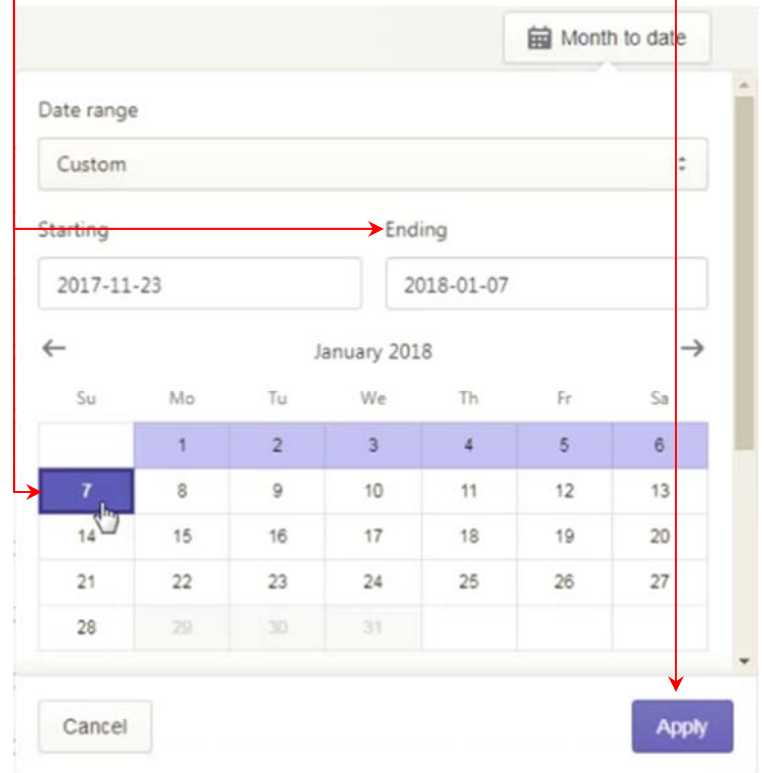 Month to date
Date range
Custom
Starting Ending
2017-11-23 2018-01-07
January 2018
Su Mo Tu We Th Fr Sa
1 2 3 4 5 6
7 8 9 10 11 12 13
14 15 16 17 18 19 20
21 22 23 24 25 26 27
28 29 30 31
Cancel Apply